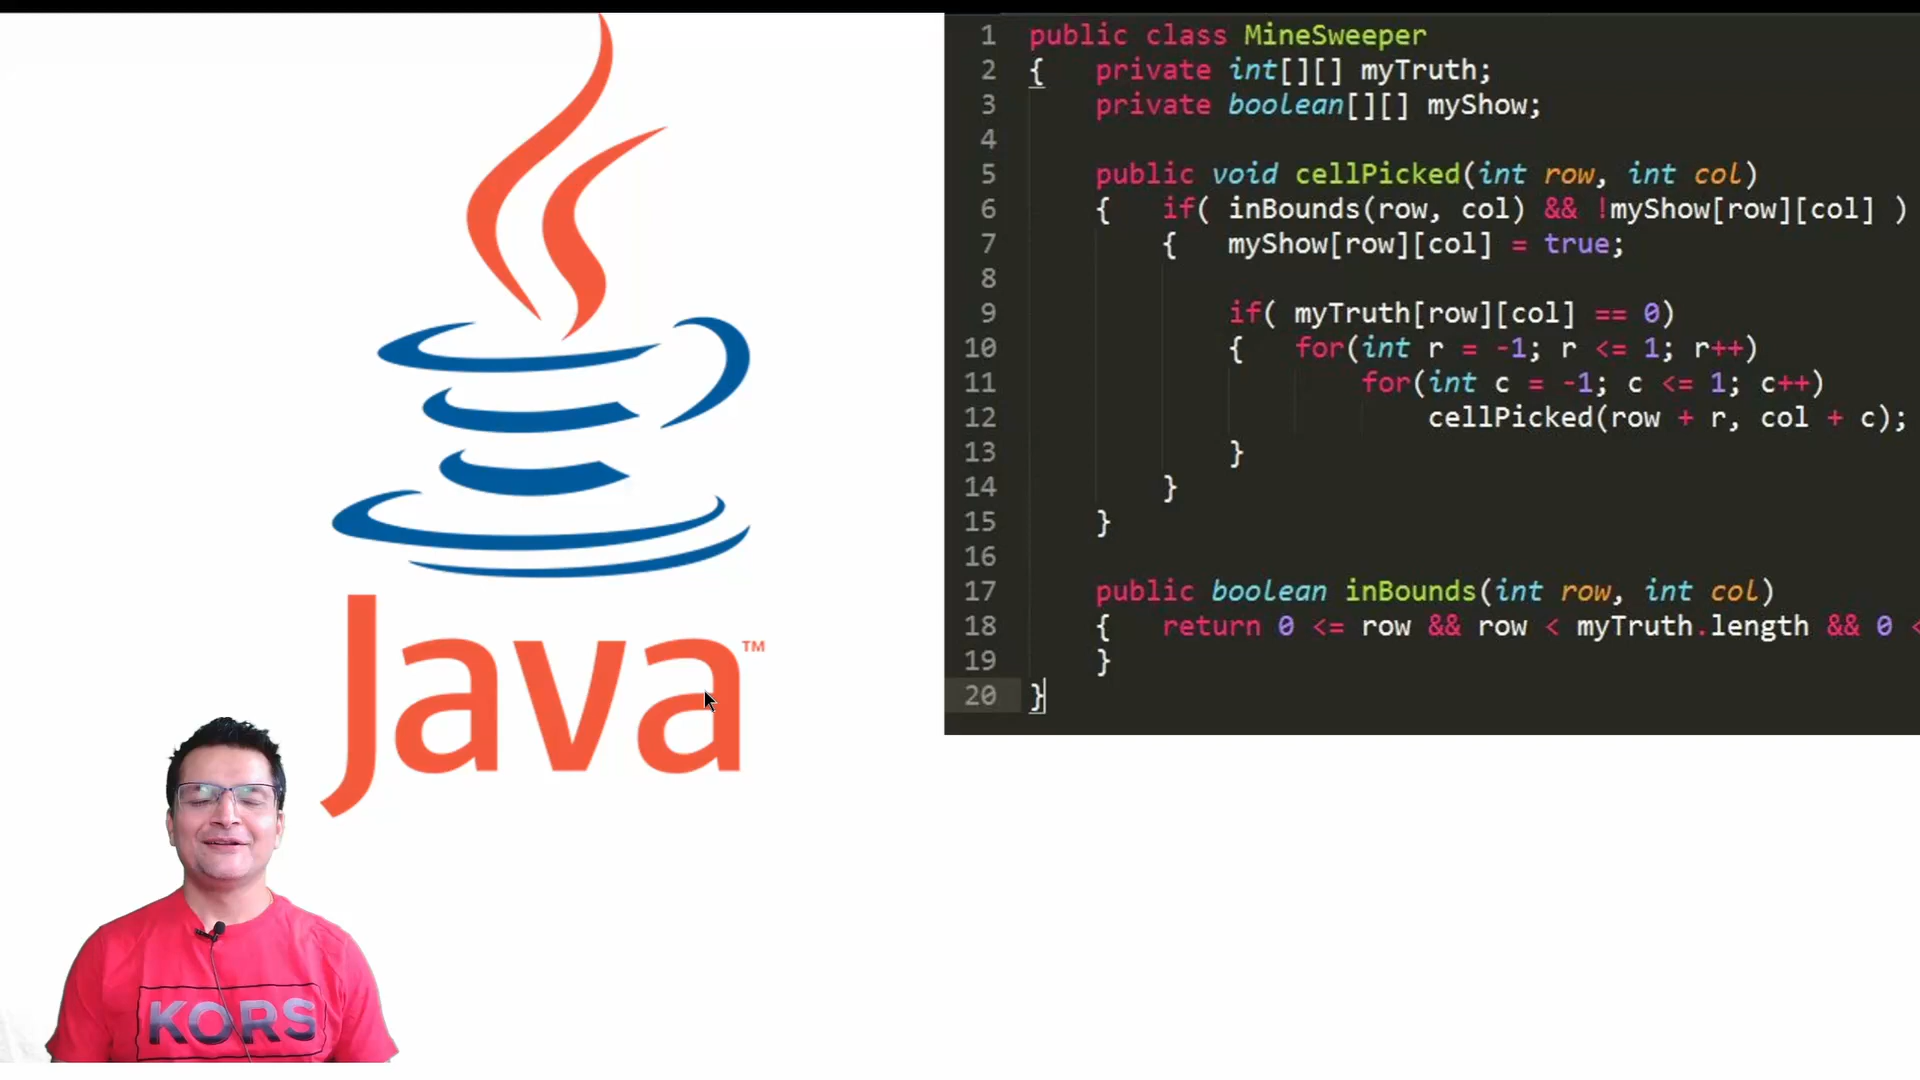 Java™
KORS
1 public class MineSweeper
2 { private int[][] myTruth;
3 private boolean[][] myShow;
4
5 public void cellPicked(int row, int col)
6 { if( inBounds(row, col) && !myShow[row][col] )
7 { myShow[row][col] = true;
8
9 if( myTruth[row][col] == 0)
10 { for(int r = -1; r <= 1; r++)
11 for(int c = -1; c <= 1; c++)
12 cellPicked(row + r, col + c);
13 }
14 }
15 }
16
17 public boolean inBounds(int row, int col)
18 { return 0 <= row && row < myTruth.length && 0 <
19 }
20 }